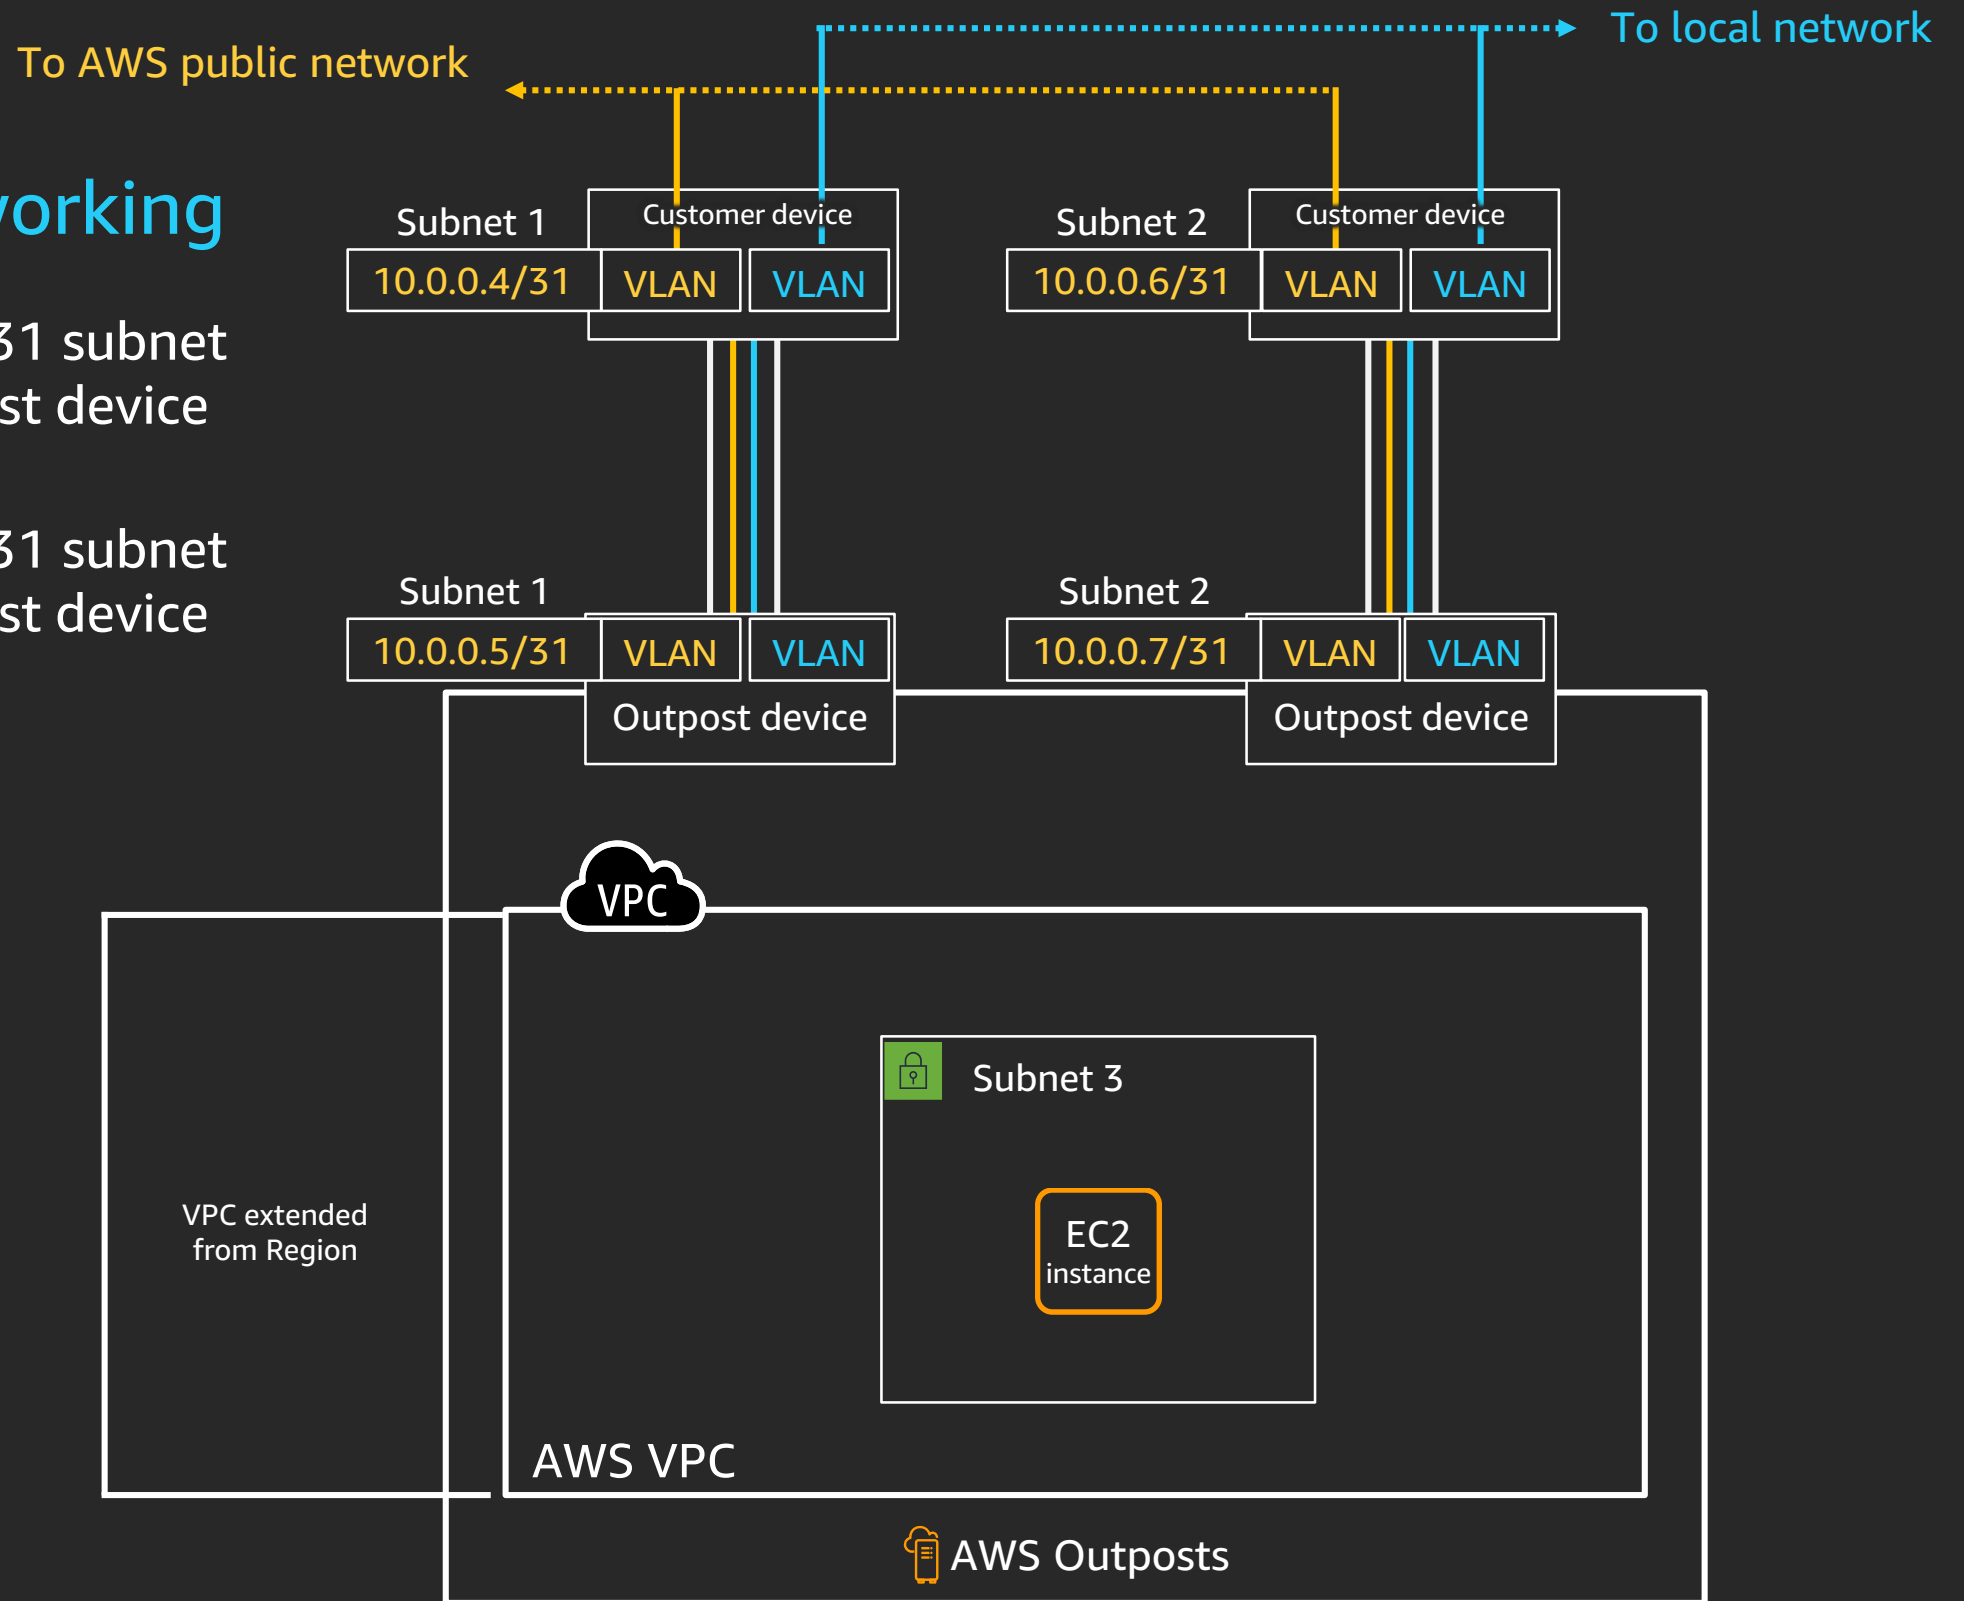 To local network
To AWS public network
orking
Subnet 1
Customer device
10.0.0.4/31
VLAN
VLAN
Subnet 2
Customer device
10.0.0.6/31
VLAN
VLAN
31 subnet
st device
31 subnet
st device
Subnet 1
10.0.0.5/31
VLAN
VLAN
Outpost device
Subnet 2
10.0.0.7/31
VLAN
VLAN
Outpost device
VPC
Subnet 3
VPC extended
from Region
EC2
instance
AWS VPC
AWS Outposts